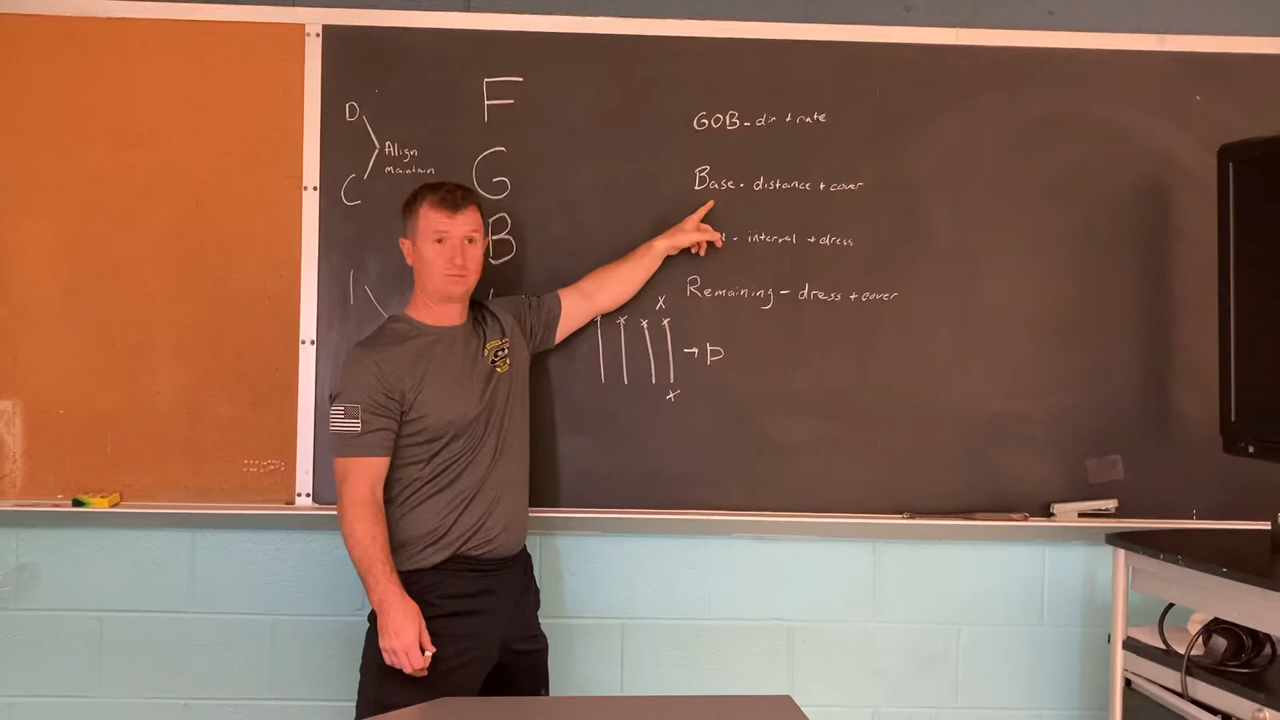 D
Align
maintain
C
F
G
B
GOB - dir + rate
Base - distance + cover
- interval + dress
Remaining - dress + cover
X
→ D